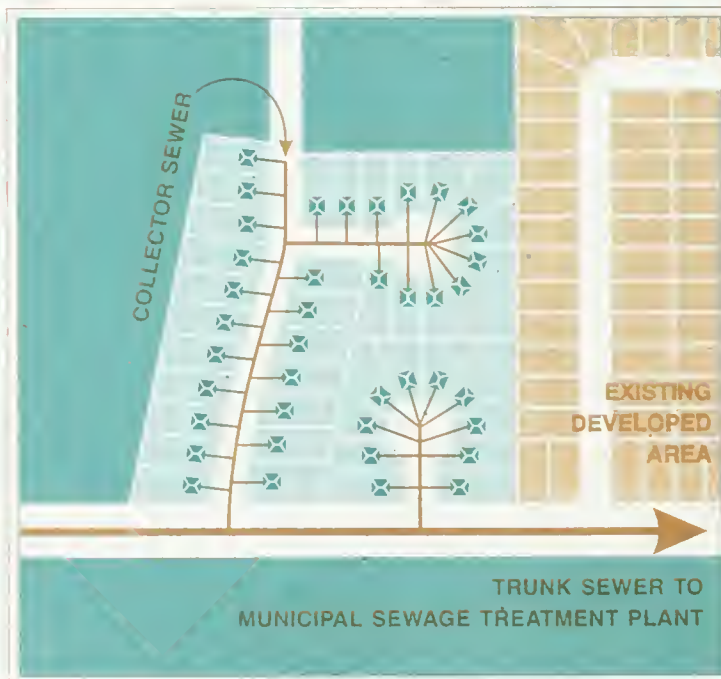 COLLECTOR SEWER
EXISTING
DEVELOPED
AREA
TRUNK SEWER TO
MUNICIPAL SEWAGE TREATMENT PLANT